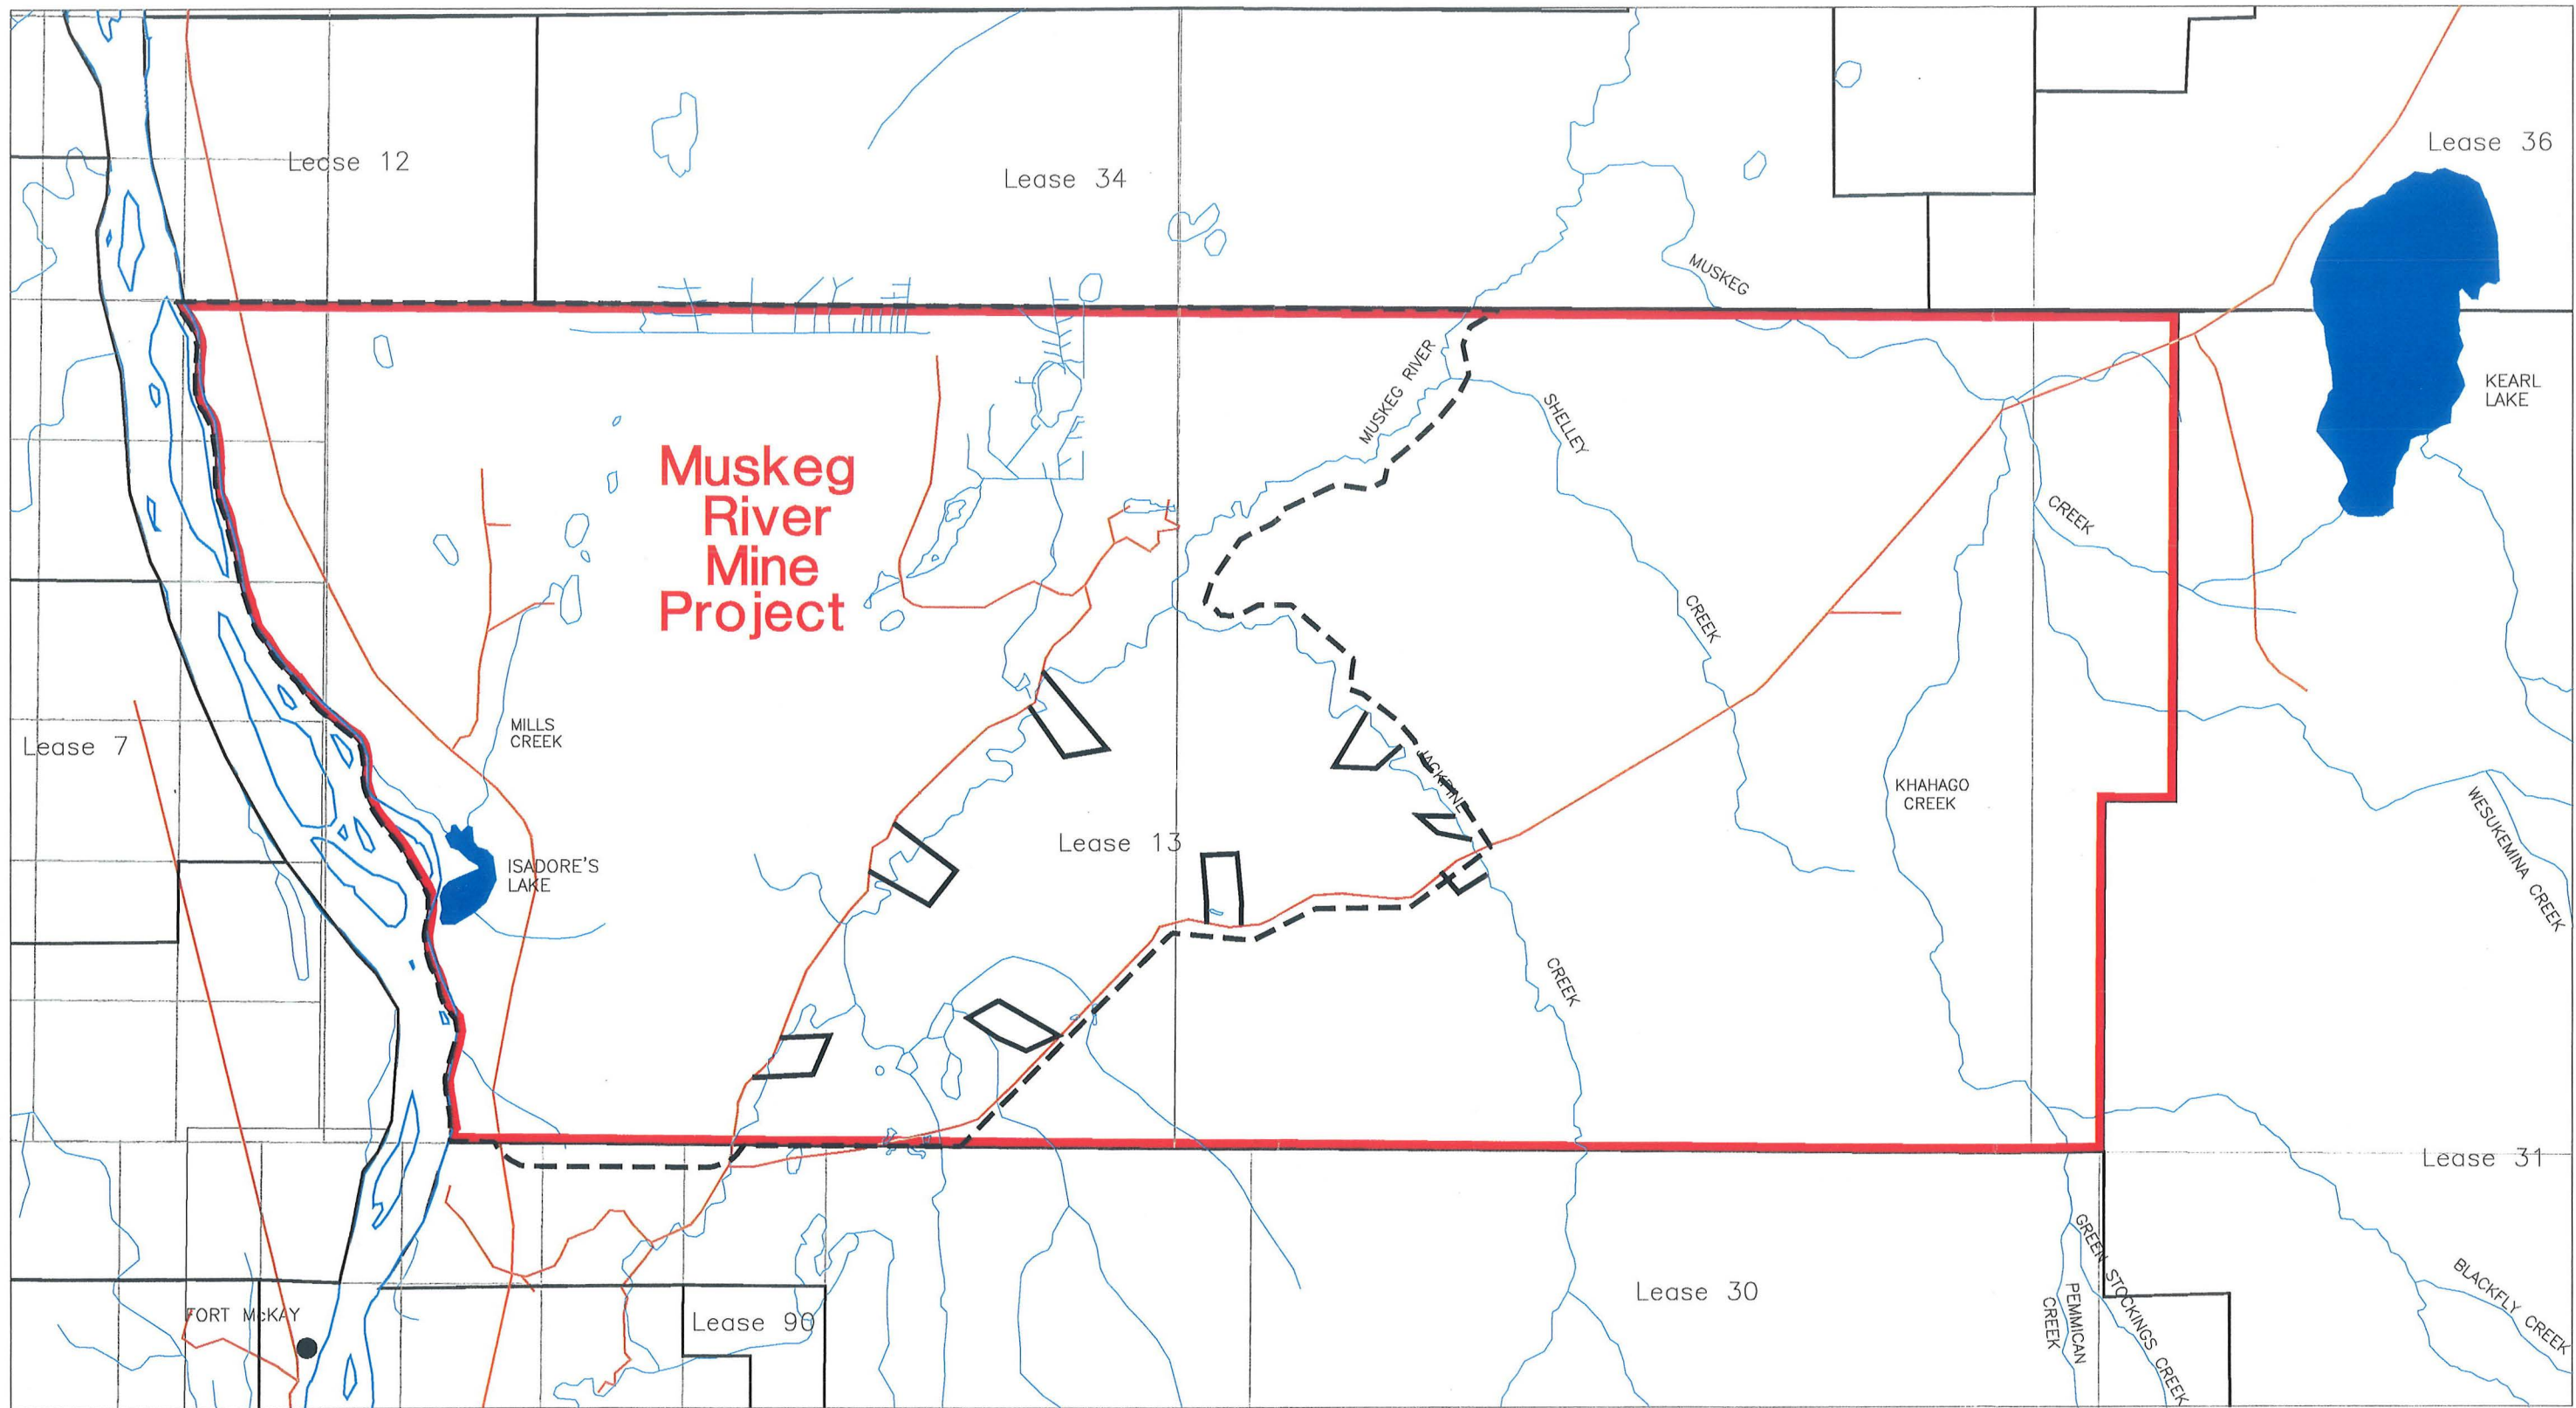 Lease 12
Lease 34
Lease 36
MUSKEG
KEARL
LAKE
MUSKEG RIVER
SHELLEY
Muskeg
River
Mine
Project
CREEK
CREEK
Lease 7
MILLS
CREEK
JACKPINE
KHAHAGO
CREEK
WESUKEMINA CREEK
Lease 13
ISADORE'S
LAKE
CREEK
Lease 31
GREEN STOCKINGS CREEK
PEMMICAN
CREEK
BLACKFLY CREEK
Lease 30
FORT McKAY
Lease 90